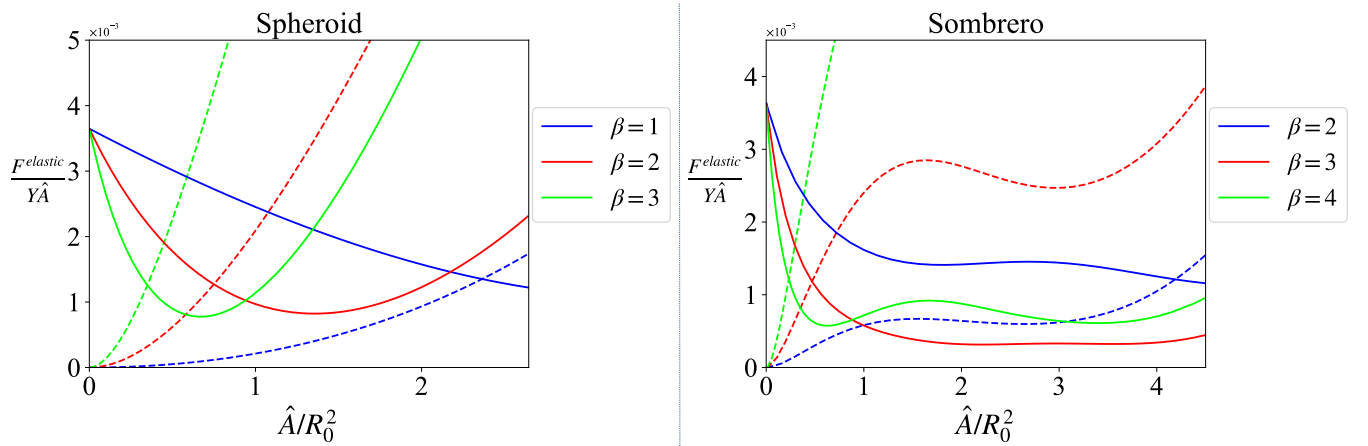 Spheroid
×10⁻³
5
4
3
2
1
0
F^{elastic}
YÂ
0 1 2
Â/R₀²
β=1
β=2
β=3
Sombrero
×10⁻³
4
3
2
1
0
F^{elastic}
YÂ
0 1 2 3 4
Â/R₀²
β=2
β=3
β=4